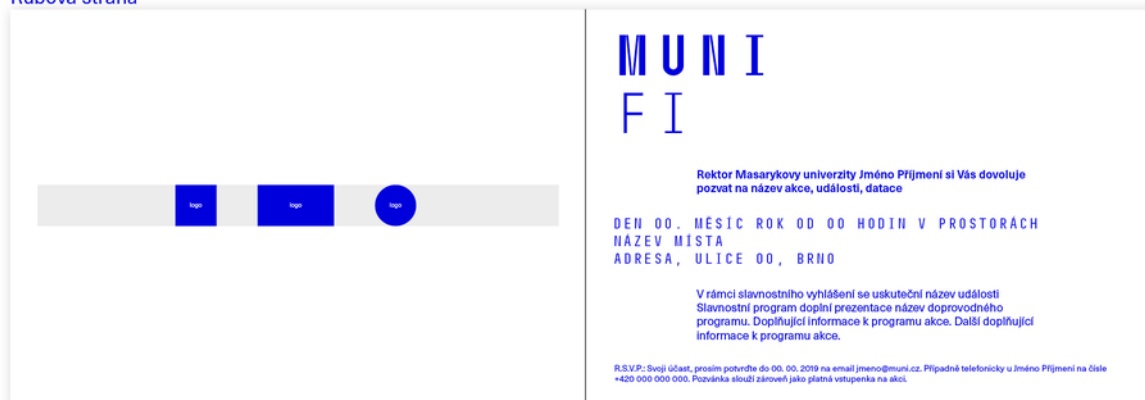 Rubová strana
logo
logo
logo
MUNI
FI
Rektor Masarykovy univerzity Jméno Příjmení si Vás dovoluje
pozvat na název akce, události, datace
DEN 00. MĚSÍC ROK OD 00 HODIN V PROSTORÁCH
NÁZEV MÍSTA
ADRESA, ULICE 00, BRNO
V rámci slavnostního vyhlášení se uskuteční název události
Slavnostní program doplní prezentace název doprovodného
programu. Doplňující informace k programu akce. Další doplňující
informace k programu akce.
R.S.V.P.: Svoji účast, prosím potvrďte do 00. 00. 2019 na email jmeno@muni.cz. Případně telefonicky u Jméno Příjmení na čísle
+420 000 000 000. Pozvánka slouží zároveň jako platná vstupenka na akci.